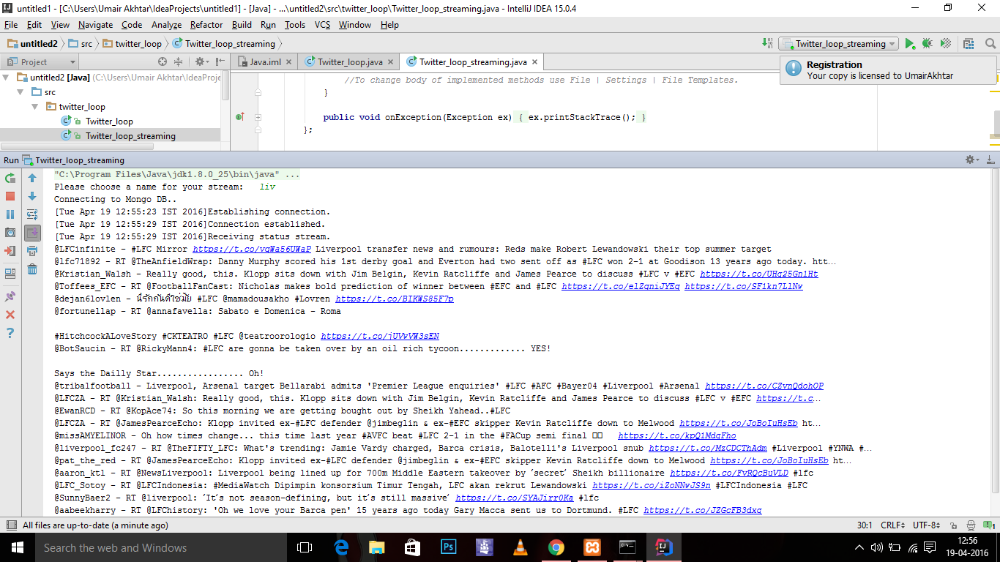 untitled1 - [C:\Users\Umair Akhtar\IdeaProjects\untitled1] - [Java] - ...\untitled2\src\twitter_loop\Twitter_loop_streaming.java - IntelliJ IDEA 15.0.4
File Edit View Navigate Code Analyze Refactor Build Run Tools VCS Window Help
untitled2 src twitter_loop Twitter_loop_streaming
Twitter_loop_streaming
Project
Java.iml Twitter_loop.java Twitter_loop_streaming.java
Registration
Your copy is licensed to UmairAkhtar
untitled2 [Java] (C:\Users\Umair Akhtar\IdeaProje
src
twitter_loop
Twitter_loop
Twitter_loop_streaming
//To change body of implemented methods use File | Settings | File Templates.
}
public void onException(Exception ex) { ex.printStackTrace(); }
};
Run Twitter_loop_streaming
"C:\Program Files\Java\jdk1.8.0_25\bin\java" ...
Please choose a name for your stream: liv
Connecting to Mongo DB..
[Tue Apr 19 12:55:23 IST 2016]Establishing connection.
[Tue Apr 19 12:55:29 IST 2016]Connection established.
[Tue Apr 19 12:55:29 IST 2016]Receiving status stream.
@LFCinfinite - #LFC Mirror https://t.co/vqWa56UWaP Liverpool transfer news and rumours: Reds make Robert Lewandowski their top summer target
@lfc71892 - RT @TheAnfieldWrap: Danny Murphy scored his 1st derby goal and Everton had two sent off as #LFC won 2-1 at Goodison 13 years ago today. htt…
@Kristian_Walsh - Really good, this. Klopp sits down with Jim Belgin, Kevin Ratcliffe and James Pearce to discuss #LFC v #EFC https://t.co/UHq25Gn1Ht
@Toffees_EFC - RT @FootballFanCast: Nicholas makes bold prediction of winner between #EFC and #LFC https://t.co/elZqniJYEq https://t.co/SF1kn7LlNw
@dejan6lovlen - นี่รักกันดีใช่มั้ย #LFC @mamadousakho #Lovren https://t.co/BIKWS85F7p
@fortunellap - RT @annafavella: Sabato e Domenica - Roma
#HitchcockALoveStory #CKTEATRO #LFC @teatroorologio https://t.co/jUVwVW3sEN
@BotSaucin - RT @RickyMann4: #LFC are gonna be taken over by an oil rich tycoon............. YES!
Says the Dailly Star................. Oh!
@tribalfootball - Liverpool, Arsenal target Bellarabi admits 'Premier League enquiries' #LFC #AFC #Bayer04 #Liverpool #Arsenal https://t.co/CZvnQdohOP
@LFCZA - RT @Kristian_Walsh: Really good, this. Klopp sits down with Jim Belgin, Kevin Ratcliffe and James Pearce to discuss #LFC v #EFC https://t.c…
@EwanRCD - RT @KopAce74: So this morning we are getting bought out by Sheikh Yahead..#LFC
@LFCZA - RT @JamesPearceEcho: Klopp invited ex-#LFC defender @jimbeglin & ex-#EFC skipper Kevin Ratcliffe down to Melwood https://t.co/JoBoIuHsEb ht…
@missAMYELINOR - Oh how times change... this time last year #AVFC beat #LFC 2-1 in the #FACup semi final https://t.co/kpQ1MdqFho
@liverpool_fc247 - RT @TheFIFTY_LFC: What's trending: Jamie Vardy charged, Barca crisis, Balotelli's Liverpool snub https://t.co/MzCDCThAdm #Liverpool #YNWA #…
@pat_the_red - RT @JamesPearceEcho: Klopp invited ex-#LFC defender @jimbeglin & ex-#EFC skipper Kevin Ratcliffe down to Melwood https://t.co/JoBoIuHsEb ht…
@aaron_ktl - RT @NewsLiverpool: Liverpool being lined up for 700m Middle Eastern takeover by ‘secret’ Sheikh billionaire https://t.co/FvRQcBuVLD #lfc
@LFC_Sotoy - RT @LFCIndonesia: #MediaWatch Dipimpin konsorsium Timur Tengah, LFC akan rekrut Lewandowski https://t.co/iZoNNwJS9n #LFCIndonesia #LFC
@SunnyBaer2 - RT @liverpool: ‘It’s not season-defining, but it’s still massive’ https://t.co/SYAJirr0Ka #lfc
@aabeekharry - RT @LFChistory: 'Oh we love your Barca pen' 15 years ago today Gary Macca sent us to Dortmund. #LFC https://t.co/JZGcFB3dxq
All files are up-to-date (a minute ago)
30:1 CRLF UTF-8 1
Search the web and Windows
12:56
19-04-2016